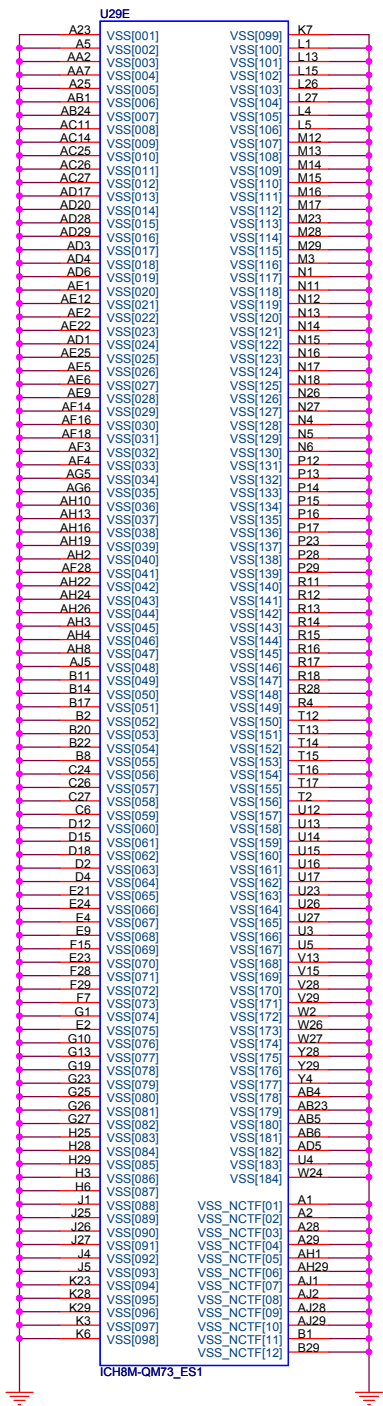 U29E
A23 VSS[001] VSS[099] K7
A5 VSS[002] VSS[100] L1
AA2 VSS[003] VSS[101] L13
AA7 VSS[004] VSS[102] L15
A25 VSS[005] VSS[103] L26
AB1 VSS[006] VSS[104] L27
AB24 VSS[007] VSS[105] L4
AC11 VSS[008] VSS[106] L5
AC14 VSS[009] VSS[107] M12
AC25 VSS[010] VSS[108] M13
AC26 VSS[011] VSS[109] M14
AC27 VSS[012] VSS[110] M15
AD17 VSS[013] VSS[111] M16
AD20 VSS[014] VSS[112] M17
AD28 VSS[015] VSS[113] M23
AD29 VSS[016] VSS[114] M28
AD3 VSS[017] VSS[115] M29
AD4 VSS[018] VSS[116] M3
AD6 VSS[019] VSS[117] N1
AE1 VSS[020] VSS[118] N11
AE12 VSS[021] VSS[119] N12
AE2 VSS[022] VSS[120] N13
AE22 VSS[023] VSS[121] N14
AD1 VSS[024] VSS[122] N15
AE25 VSS[025] VSS[123] N16
AE5 VSS[026] VSS[124] N17
AE6 VSS[027] VSS[125] N18
AE9 VSS[028] VSS[126] N26
AF14 VSS[029] VSS[127] N27
AF16 VSS[030] VSS[128] N4
AF18 VSS[031] VSS[129] N5
AF3 VSS[032] VSS[130] N6
AF4 VSS[033] VSS[131] P12
AG5 VSS[034] VSS[132] P13
AG6 VSS[035] VSS[133] P14
AH10 VSS[036] VSS[134] P15
AH13 VSS[037] VSS[135] P16
AH16 VSS[038] VSS[136] P17
AH19 VSS[039] VSS[137] P23
AH2 VSS[040] VSS[138] P28
AF28 VSS[041] VSS[139] P29
AH22 VSS[042] VSS[140] R11
AH24 VSS[043] VSS[141] R12
AH26 VSS[044] VSS[142] R13
AH3 VSS[045] VSS[143] R14
AH4 VSS[046] VSS[144] R15
AH8 VSS[047] VSS[145] R16
AJ5 VSS[048] VSS[146] R17
B11 VSS[049] VSS[147] R18
B14 VSS[050] VSS[148] R28
B17 VSS[051] VSS[149] R4
B2 VSS[052] VSS[150] T12
B20 VSS[053] VSS[151] T13
B22 VSS[054] VSS[152] T14
B8 VSS[055] VSS[153] T15
C24 VSS[056] VSS[154] T16
C26 VSS[057] VSS[155] T17
C27 VSS[058] VSS[156] T2
C6 VSS[059] VSS[157] U12
D12 VSS[060] VSS[158] U13
D15 VSS[061] VSS[159] U14
D18 VSS[062] VSS[160] U15
D2 VSS[063] VSS[161] U16
D4 VSS[064] VSS[162] U17
E21 VSS[065] VSS[163] U23
E24 VSS[066] VSS[164] U26
E4 VSS[067] VSS[165] U27
E9 VSS[068] VSS[166] U3
F15 VSS[069] VSS[167] U5
E23 VSS[070] VSS[168] V13
F28 VSS[071] VSS[169] V15
F29 VSS[072] VSS[170] V28
F7 VSS[073] VSS[171] V29
G1 VSS[074] VSS[172] W2
E2 VSS[075] VSS[173] W26
G10 VSS[076] VSS[174] W27
G13 VSS[077] VSS[175] Y28
G19 VSS[078] VSS[176] Y29
G23 VSS[079] VSS[177] Y4
G25 VSS[080] VSS[178] AB4
G26 VSS[081] VSS[179] AB23
G27 VSS[082] VSS[180] AB5
H25 VSS[083] VSS[181] AB6
H28 VSS[084] VSS[182] AD5
H29 VSS[085] VSS[183] U4
H3 VSS[086] VSS[184] W24
H6 VSS[087]
J1 VSS[088] VSS_NCTF[01] A1
J25 VSS[089] VSS_NCTF[02] A2
J26 VSS[090] VSS_NCTF[03] A28
J27 VSS[091] VSS_NCTF[04] A29
J4 VSS[092] VSS_NCTF[05] AH1
J5 VSS[093] VSS_NCTF[06] AH29
K23 VSS[094] VSS_NCTF[07] AJ1
K28 VSS[095] VSS_NCTF[08] AJ2
K29 VSS[096] VSS_NCTF[09] AJ28
K3 VSS[097] VSS_NCTF[10] AJ29
K6 VSS[098] VSS_NCTF[11] B1
VSS_NCTF[12] B29
ICH8M-QM73_ES1